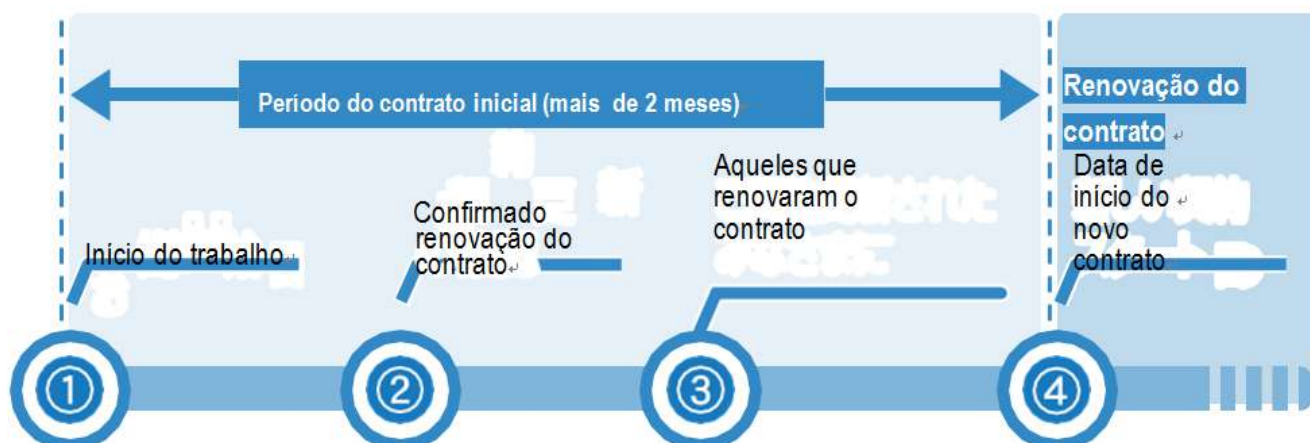 Período do contrato inicial (mais de 2 meses)
Renovação do
contrato
Início do trabalho
Confirmado
renovação do
contrato
Aqueles que
renovaram o
contrato
Data de
início do
novo
contrato
①
②
③
④